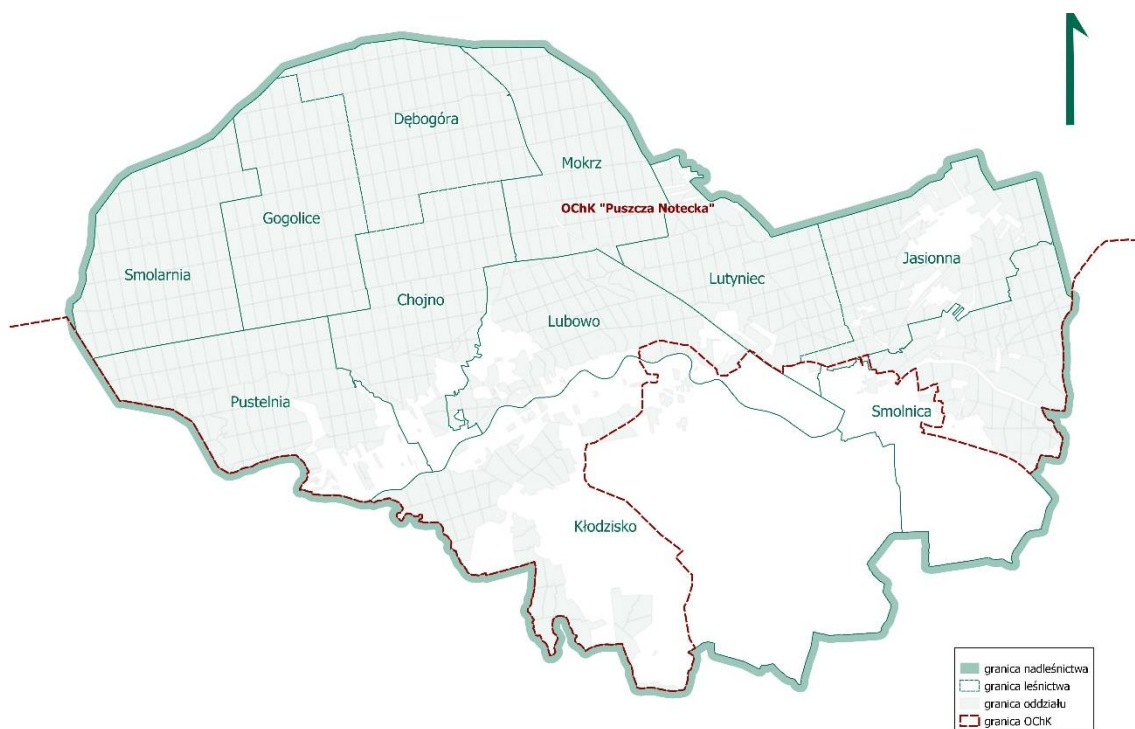 Dębogóra
Mokrz
OChK "Puszcza Notecka"
Gogolice
Smolarnia
Jasionna
Lutyniec
Chojno
Lubowo
Pustelnia
Smolnica
Kłodzisko
granica nadleśnictwa
granica leśnictwa
granica oddziału
granica OChK